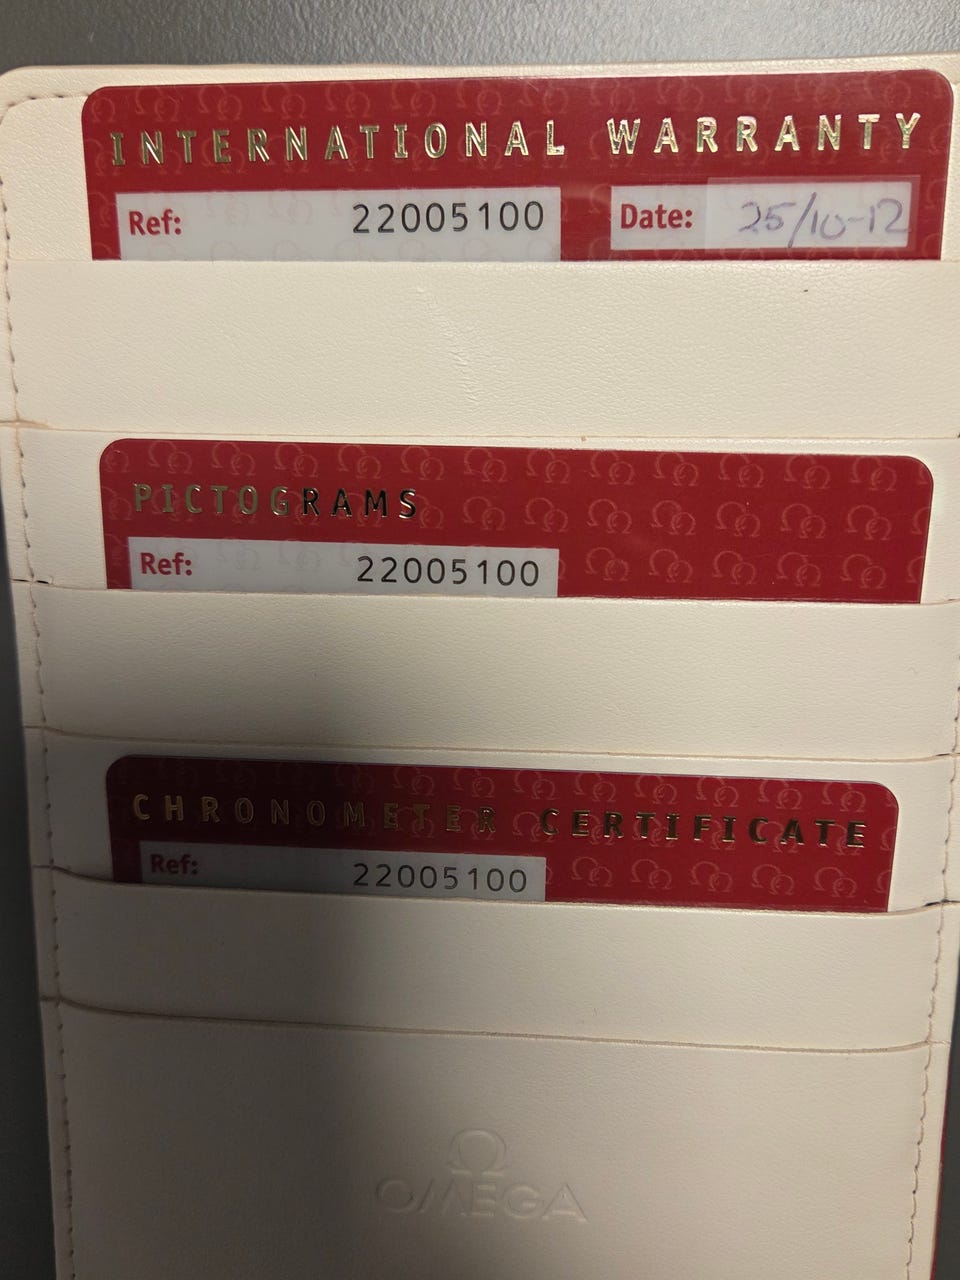 INTERNATIONAL WARRANTY
Ref: 22005100 Date: 25/10-12
PICTOGRAMS
Ref: 22005100
CHRONOMETER CERTIFICATE
Ref: 22005100
Ω
OMEGA